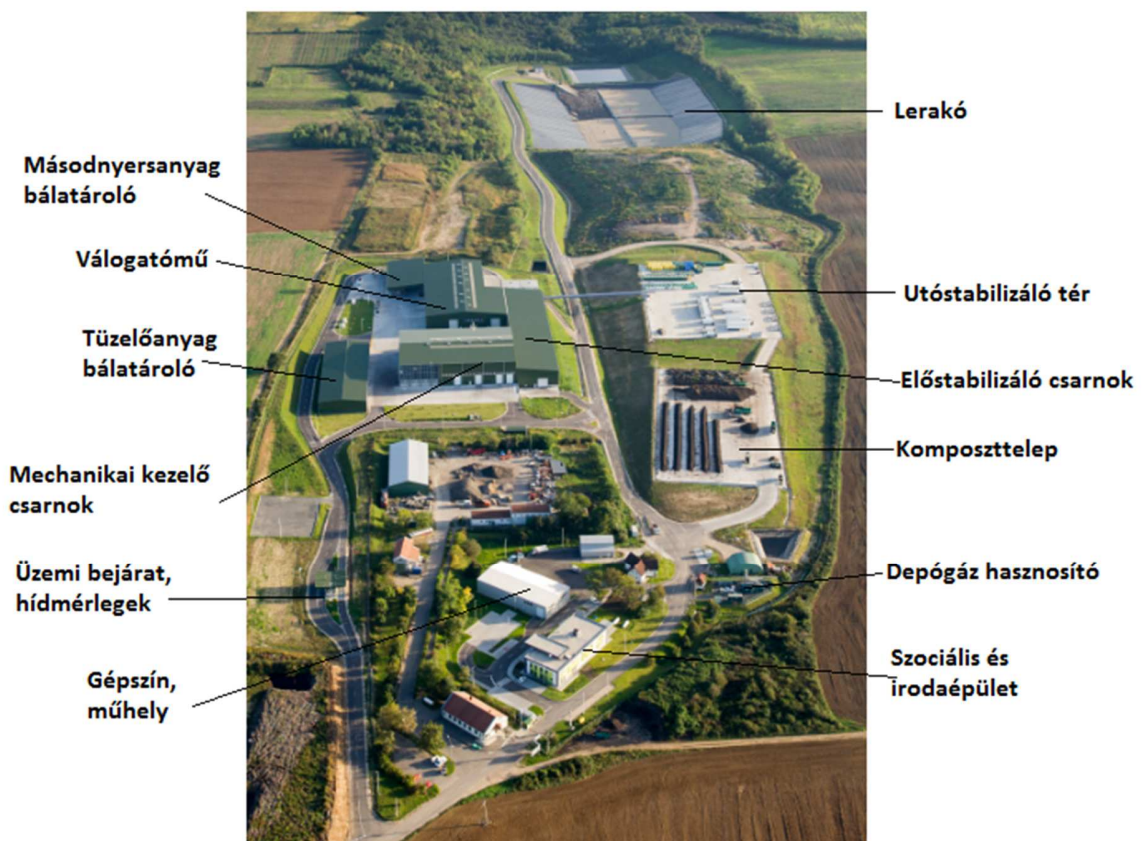 Másodnyersanyag
bálatároló
Válogatómű
Tüzelőanyag
bálatároló
Mechanikai kezelő
csarnok
Üzemi bejárat,
hídmérlegek
Gépszín,
műhely
Lerakó
Utóstabilizáló tér
Előstabilizáló csarnok
Komposzttelep
Depógáz hasznosító
Szociális és
irodaépület